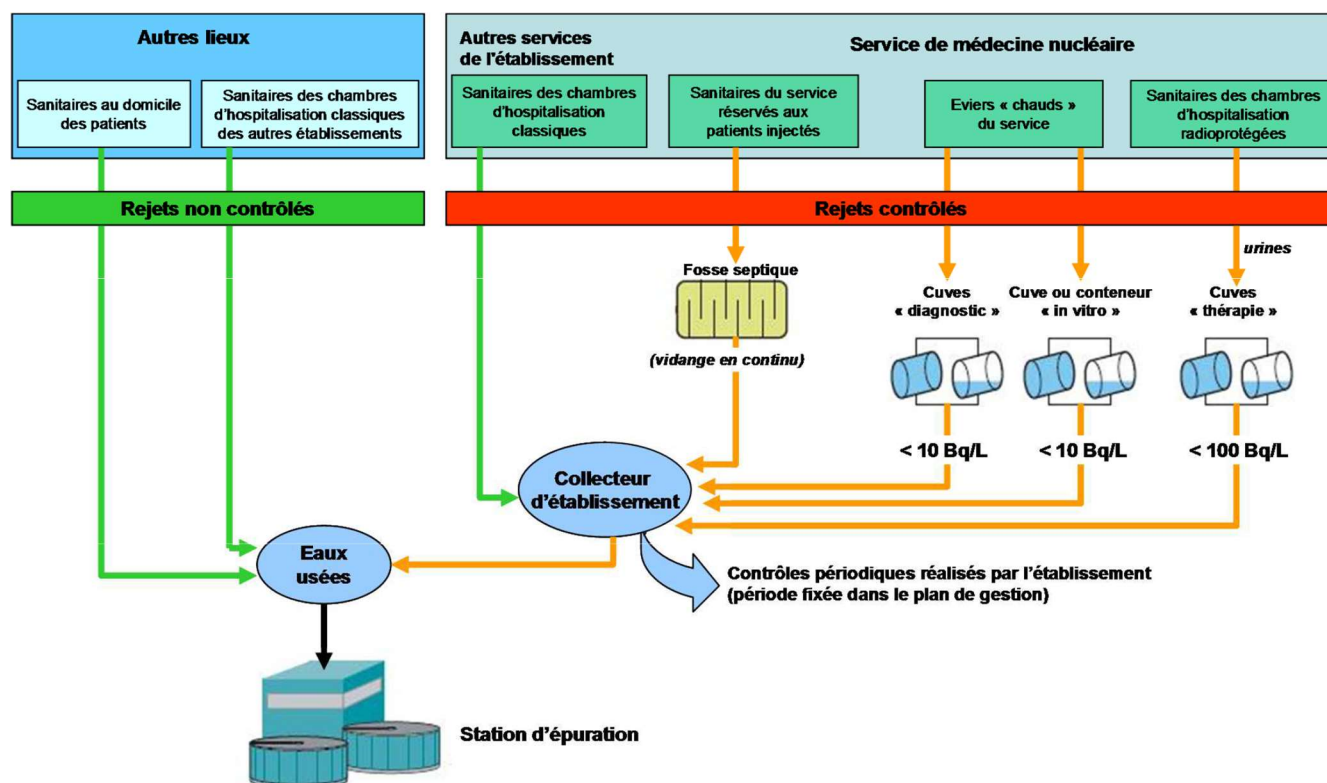 Autres lieux
Sanitaires au domicile
des patients
Sanitaires des chambres
d'hospitalisation classiques
des autres établissements
Autres services
de l'établissement
Service de médecine nucléaire
Sanitaires des chambres
d'hospitalisation
classiques
Sanitaires du service
réservés aux
patients injectés
Eviers « chauds »
du service
Sanitaires des chambres
d'hospitalisation
radioprotégées
Rejets non contrôlés
Rejets contrôlés
urines
Fosse septique
(vidange en continu)
Cuves
« diagnostic »
Cuve ou conteneur
« in vitro »
Cuves
« thérapie »
< 10 Bq/L
< 10 Bq/L
< 100 Bq/L
Collecteur
d'établissement
Eaux
usées
Contrôles périodiques réalisés par l'établissement
(période fixée dans le plan de gestion)
Station d'épuration